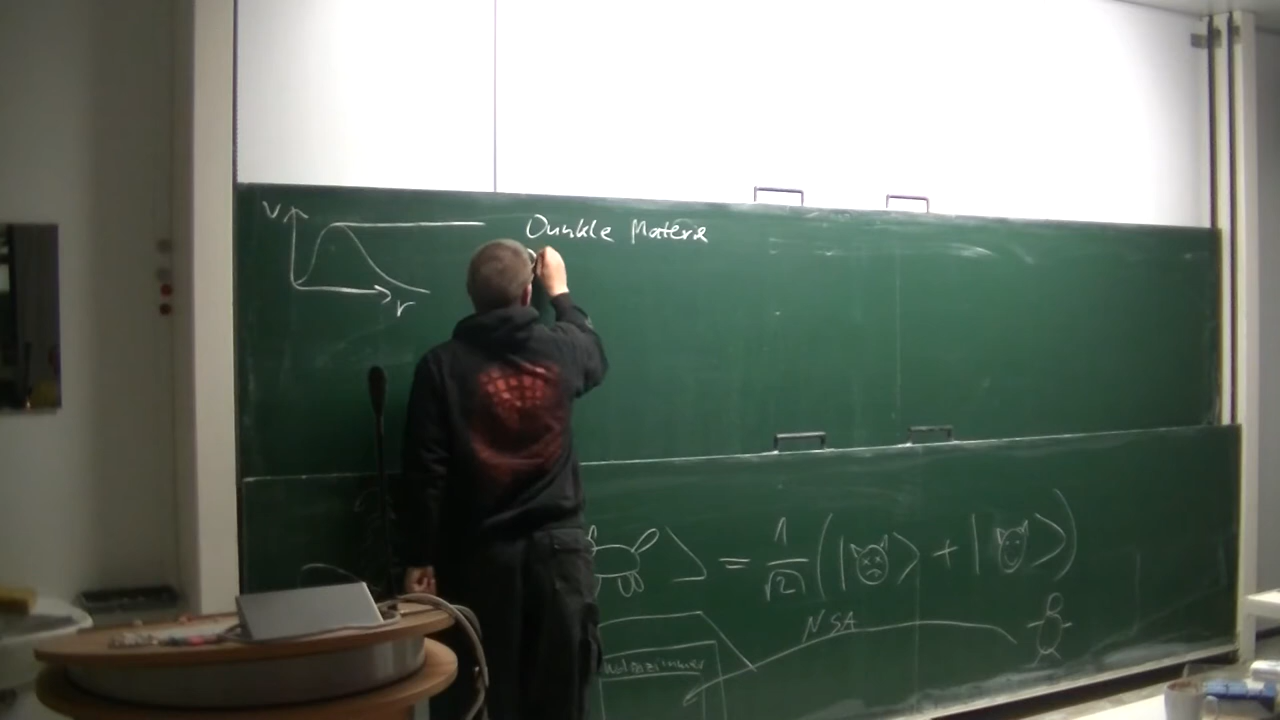 v
r
Dunkle Materie
= 1/√2 (| > + | >)
NSA